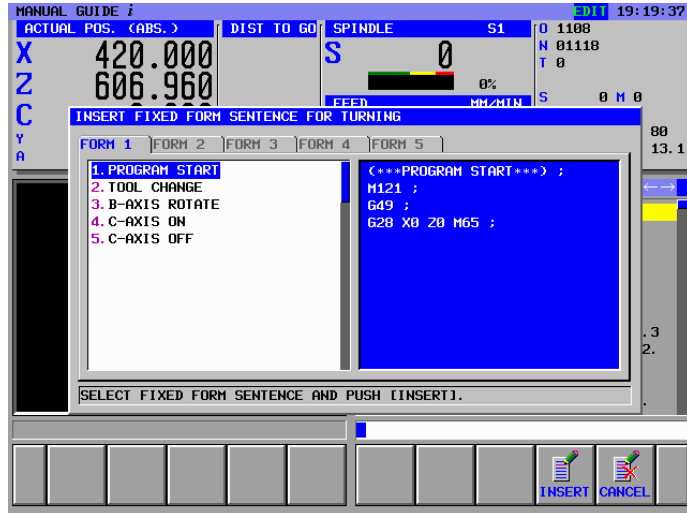 MANUAL GUIDE i EDIT 19:19:37
ACTUAL POS. (ABS.) DIST TO GO SPINDLE S1 O 1108
X 420.000 S 0 N 01118
T 0
Z 606.960 0%
FEED MM/MIN S 0 M 0
C
INSERT FIXED FORM SENTENCE FOR TURNING
Y 80
A 13.1
FORM 1 FORM 2 FORM 3 FORM 4 FORM 5
1. PROGRAM START (***PROGRAM START***) ;
2. TOOL CHANGE M121 ;
3. B-AXIS ROTATE G49 ;
4. C-AXIS ON G28 X0 Z0 M65 ;
5. C-AXIS OFF
.3
2.
SELECT FIXED FORM SENTENCE AND PUSH [INSERT].
INSERT CANCEL